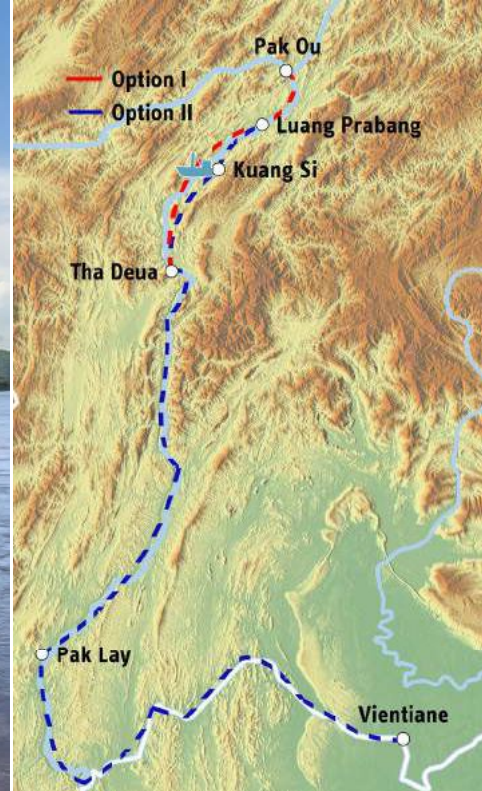 Pak Ou
Option I
Option II
Luang Prabang
Kuang Si
Tha Deua
Pak Lay
Vientiane